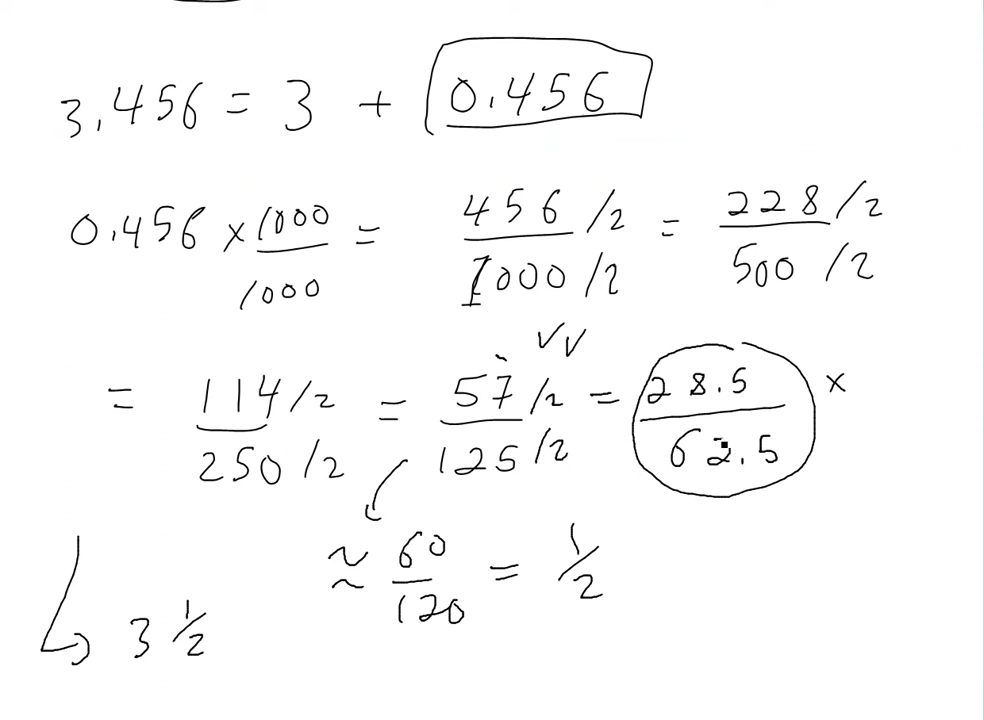 3.456 = 3 + 0.456
0.456 × 1000/1000 = 456/2 / 1000/2 = 228/2 / 500/2
= 114/2 / 250/2 = 57/2 / 125/2 = 28.5/62.5 ×
≈ 60/120 = 1/2
3 1/2